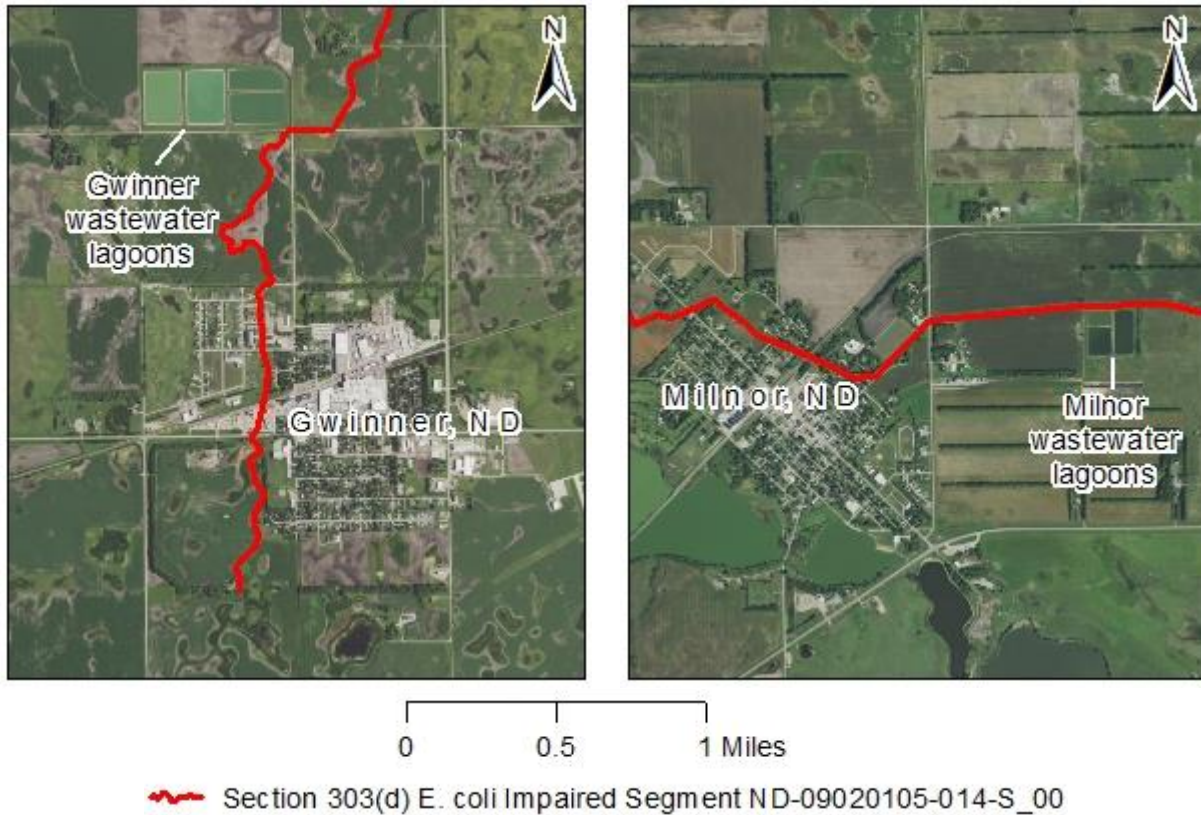 N
Gwinner
wastewater
lagoons
Gwinner, ND
N
Milnor, ND
Milnor
wastewater
lagoons
0 0.5 1 Miles
Section 303(d) E. coli Impaired Segment ND-09020105-014-S_00